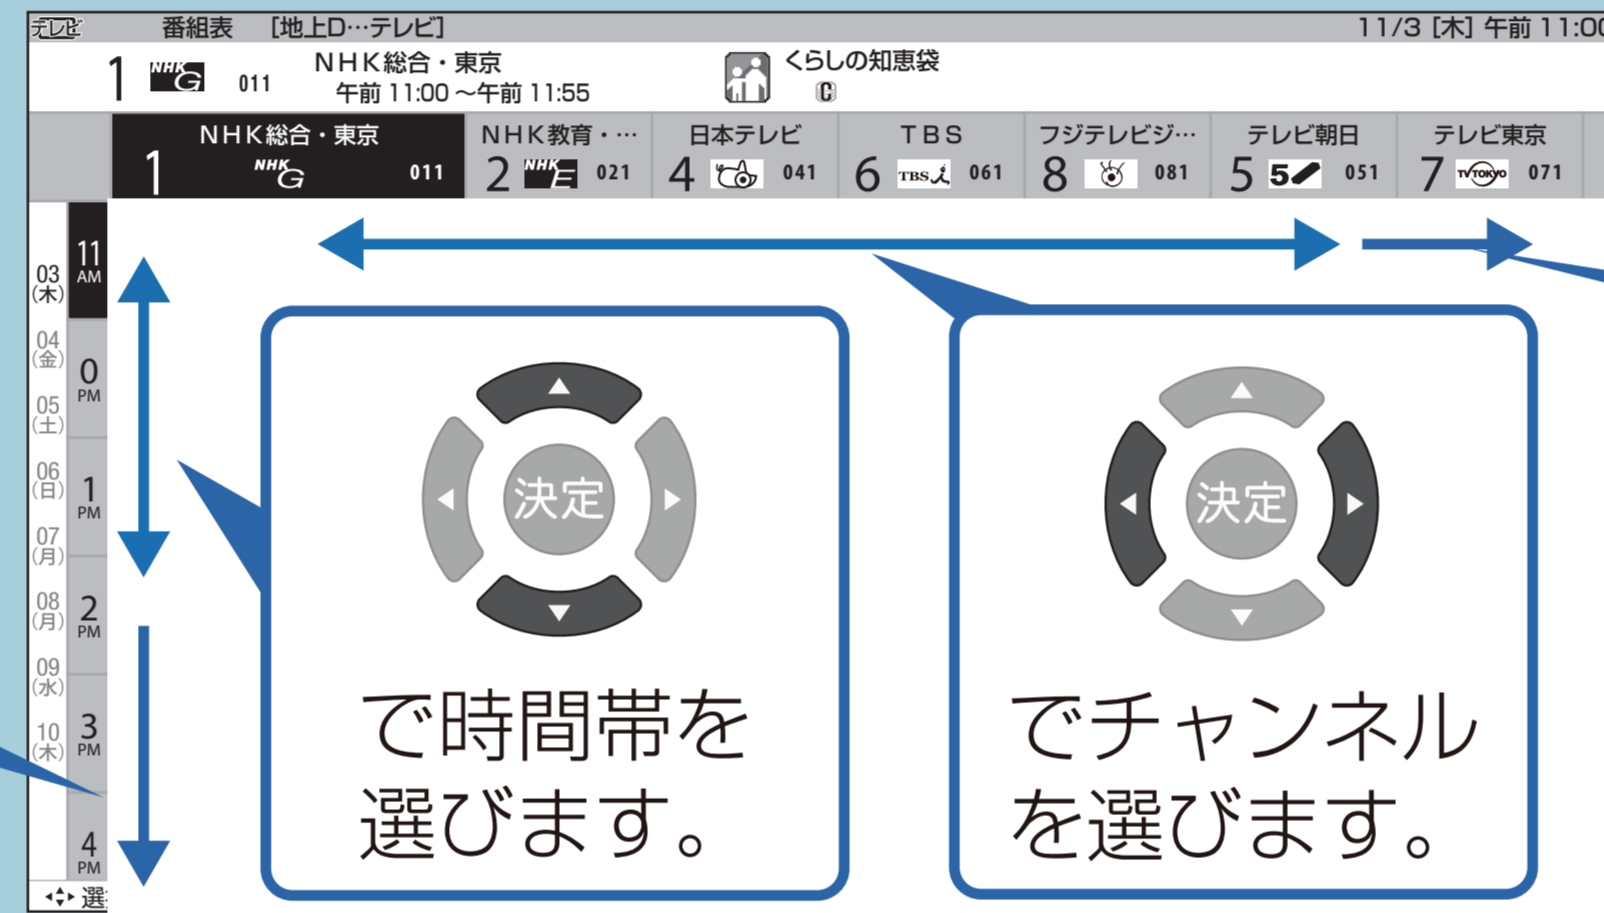 テレビ 番組表 [地上D…テレビ] 11/3 [木] 午前 11:00
1 NHK G 011 NHK総合・東京 くらしの知恵袋
午前 11:00 ～午前 11:55 C
NHK総合・東京 NHK教育・… 日本テレビ TBS フジテレビジ… テレビ朝日 テレビ東京
1 NHK G 011 2 NHK E 021 4 041 6 TBS 061 8 081 5 5 051 7 TV TOKYO 071
03
(木)
04
(金)
05
(土)
06
(日)
07
(月)
08
(月)
09
(水)
10
(木)
11
AM
0
PM
1
PM
2
PM
3
PM
4
PM
決定
で時間帯を
選びます。
決定
でチャンネル
を選びます。
選